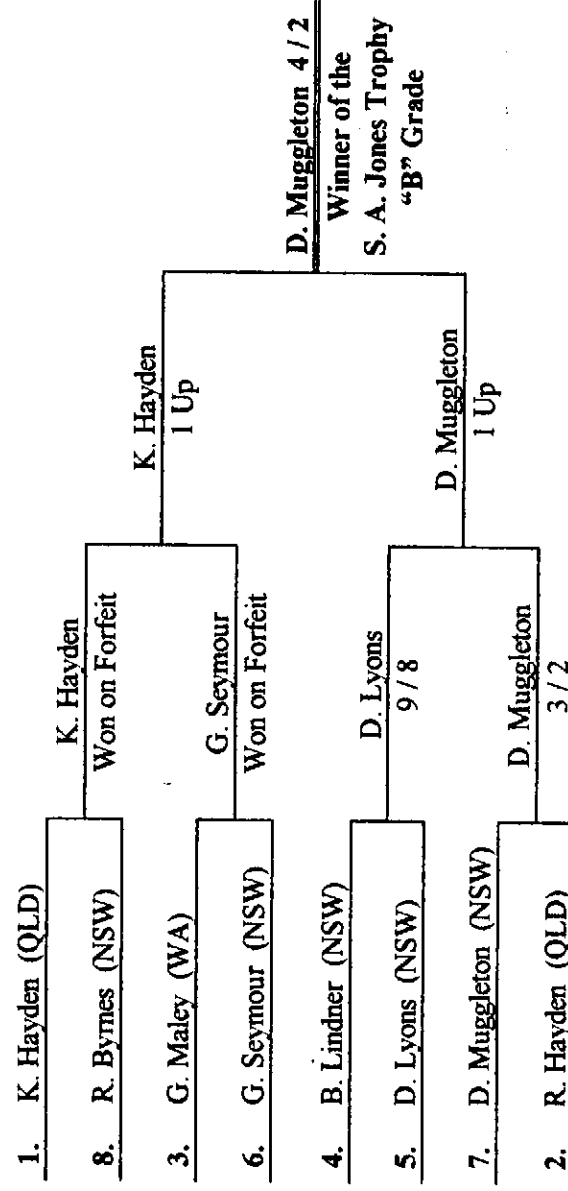 1. K. Hayden (QLD)
8. R. Byrnes (NSW)
3. G. Maley (WA)
6. G. Seymour (NSW)
4. B. Lindner (NSW)
5. D. Lyons (NSW)
7. D. Muggleton (NSW)
2. R. Hayden (QLD)
K. Hayden
Won on Forfeit
G. Seymour
Won on Forfeit
D. Lyons
9 / 8
D. Muggleton
3 / 2
K. Hayden
1 Up
D. Muggleton
1 Up
D. Muggleton 4 / 2
Winner of the
S. A. Jones Trophy
“B” Grade